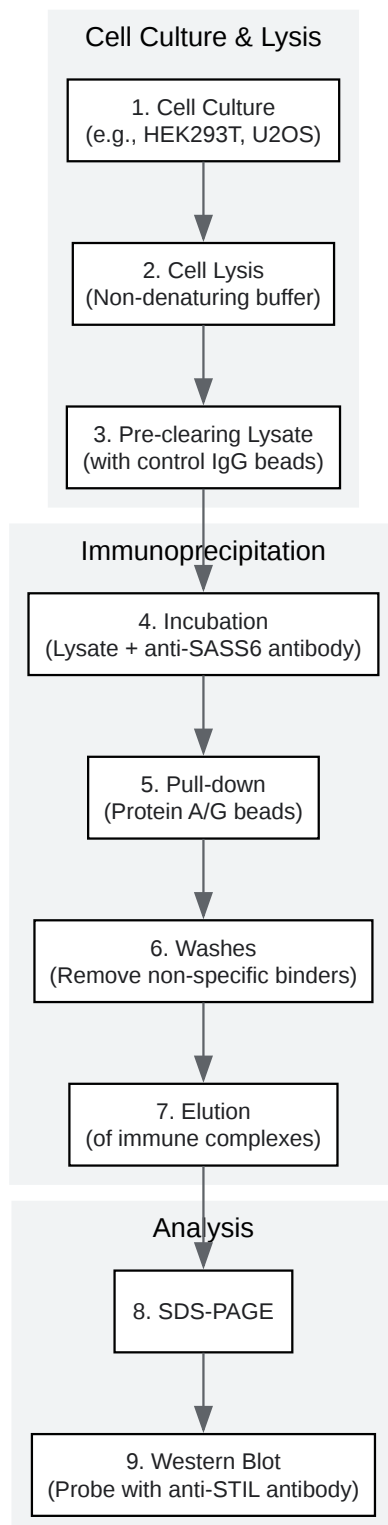 Cell Culture & Lysis
1. Cell Culture
(e.g., HEK293T, U2OS)
2. Cell Lysis
(Non-denaturing buffer)
3. Pre-clearing Lysate
(with control IgG beads)
Immunoprecipitation
4. Incubation
(Lysate + anti-SASS6 antibody)
5. Pull-down
(Protein A/G beads)
6. Washes
(Remove non-specific binders)
7. Elution
(of immune complexes)
Analysis
8. SDS-PAGE
9. Western Blot
(Probe with anti-STIL antibody)